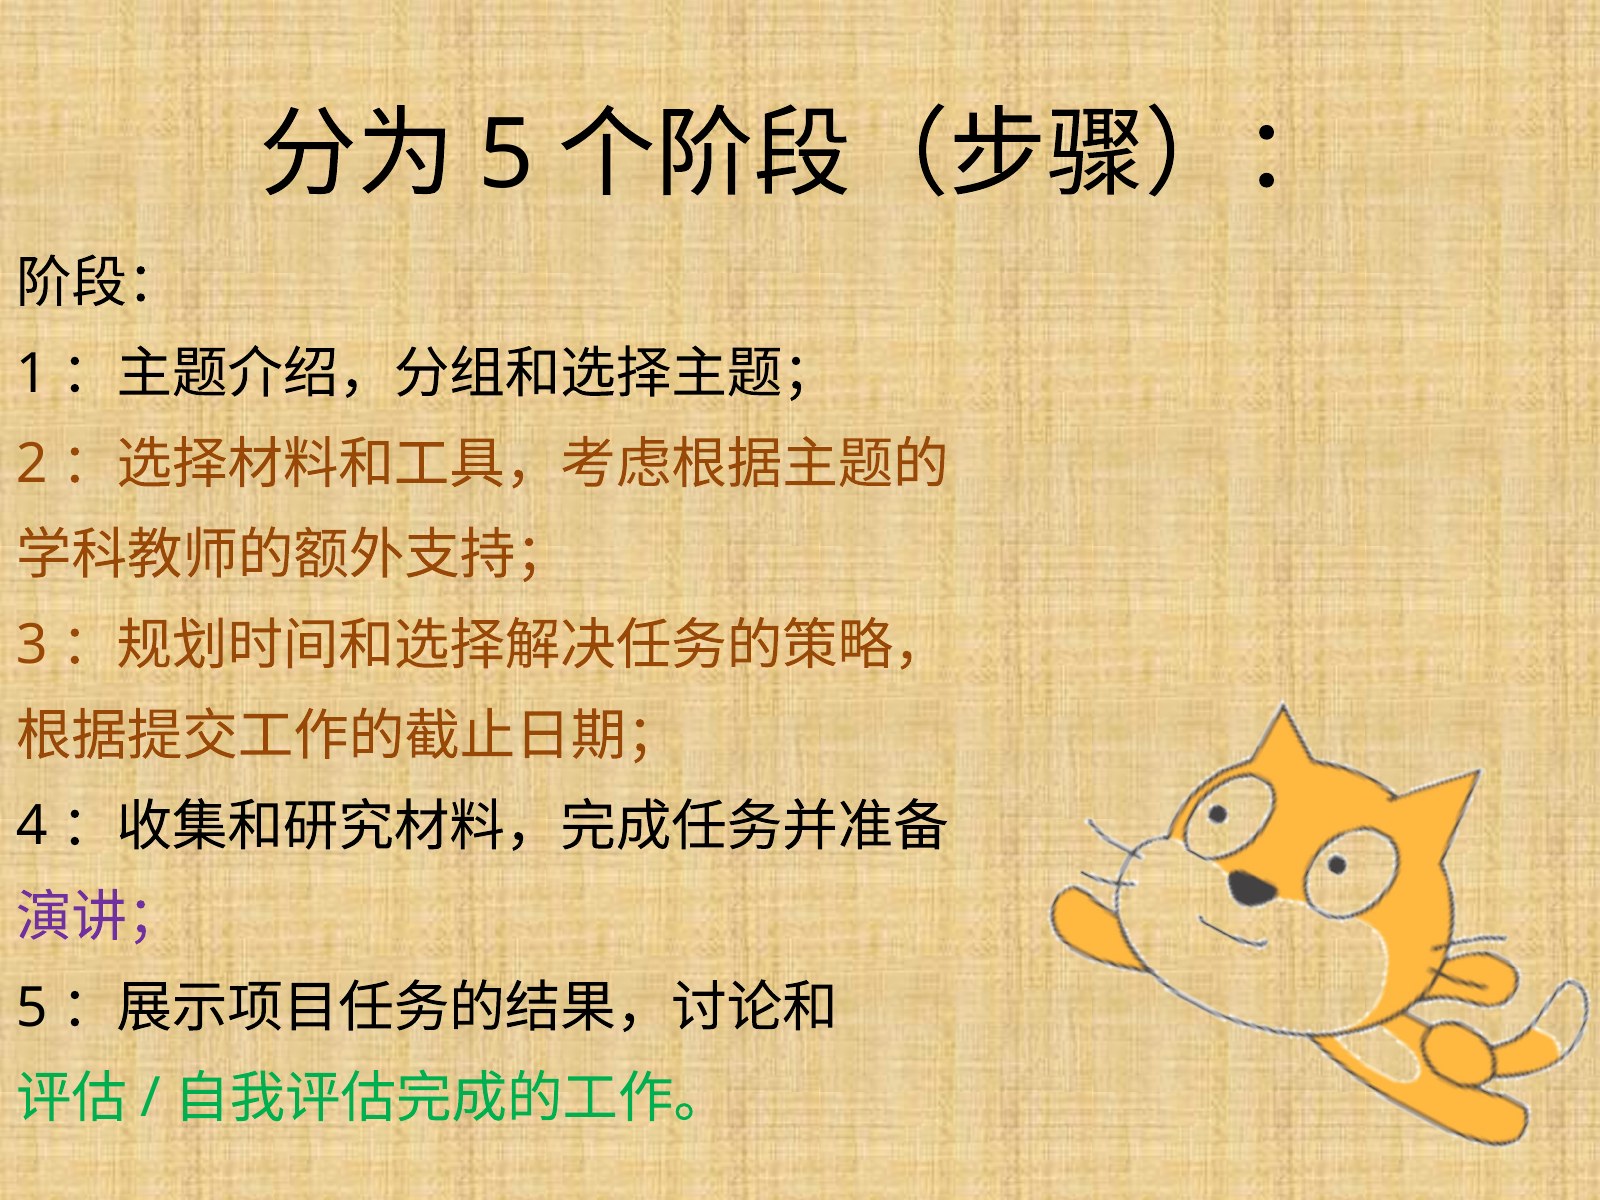 分为 5 个阶段（步骤）：
阶段：
1 ：主题介绍，分组和选择主题；
2 ：选择材料和工具，考虑根据主题的
学科教师的额外支持；
3 ：规划时间和选择解决任务的策略，
根据提交工作的截止日期；
4 ：收集和研究材料，完成任务并准备
演讲；
5 ：展示项目任务的结果，讨论和
评估 / 自我评估完成的工作。